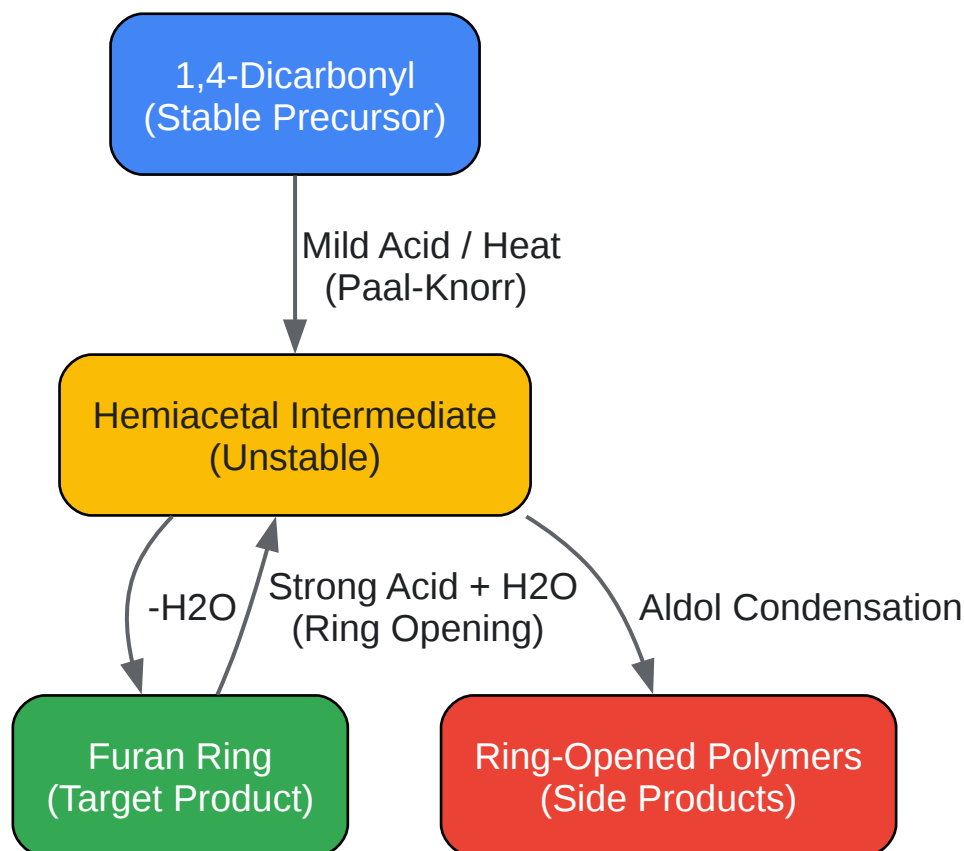 1,4-Dicarbonyl
(Stable Precursor)
Mild Acid / Heat
(Paal-Knorr)
Hemiacetal Intermediate
(Unstable)
-H2O
Strong Acid + H2O
(Ring Opening)
Aldol Condensation
Furan Ring
(Target Product)
Ring-Opened Polymers
(Side Products)